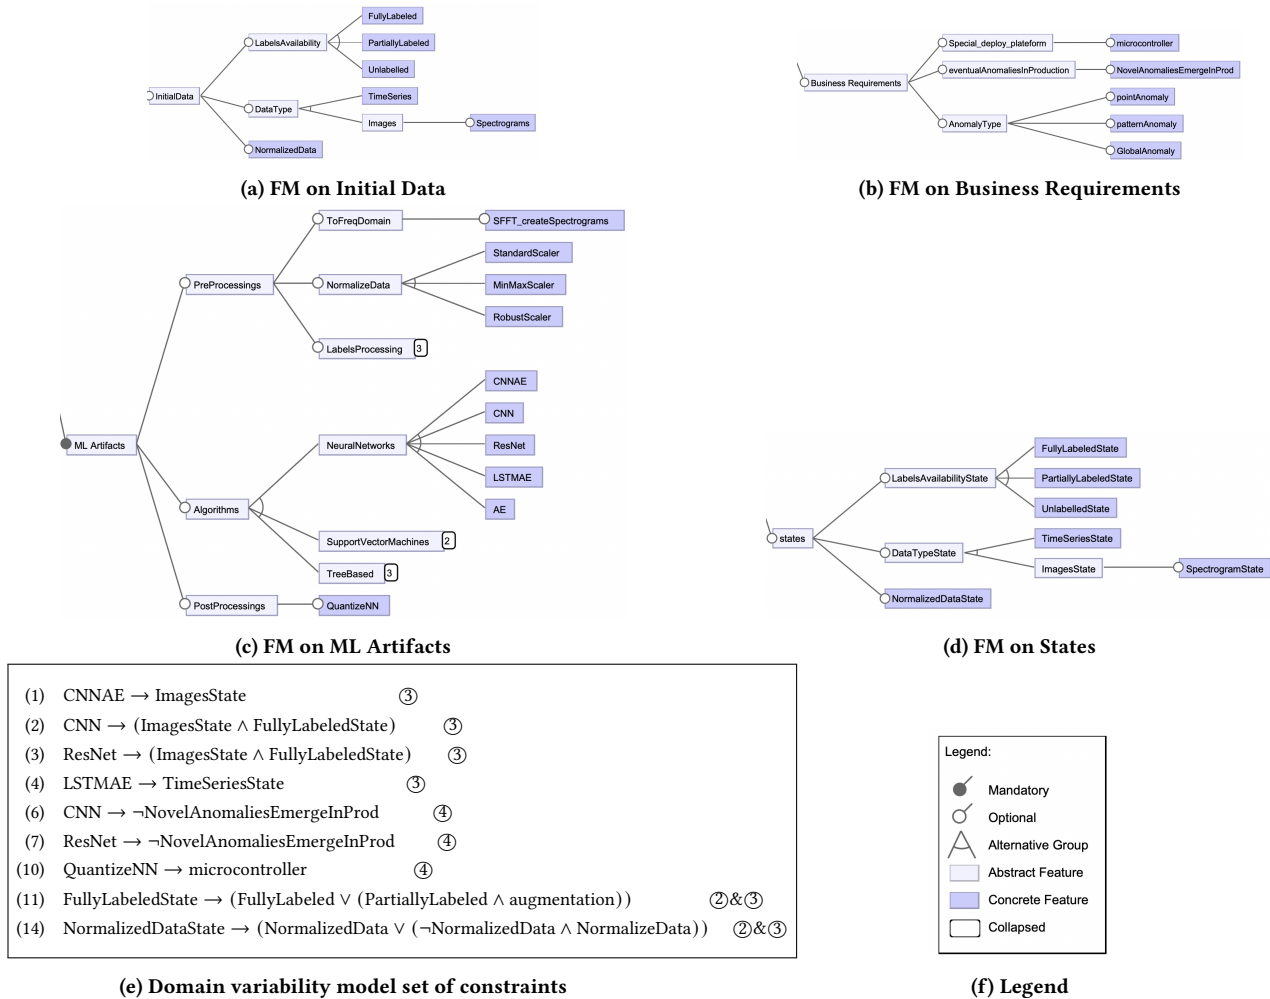 FullyLabeled
LabelsAvailability
PartiallyLabeled
Unlabelled
InitialData
TimeSeries
DataType
Images
Spectrograms
NormalizedData
(a) FM on Initial Data
Special_deploy_plateform
microcontroller
eventualAnomaliesInProduction
NovelAnomaliesEmergeInProd
Business Requirements
pointAnomaly
AnomalyType
patternAnomaly
GlobalAnomaly
(b) FM on Business Requirements
ToFreqDomain
SFFT_createSpectrograms
StandardScaler
PreProcessings
NormalizeData
MinMaxScaler
RobustScaler
LabelsProcessing 3
CNNAE
CNN
ML Artifacts
NeuralNetworks
ResNet
LSTMAE
Algorithms
AE
SupportVectorMachines 2
TreeBased 3
PostProcessings
QuantizeNN
(c) FM on ML Artifacts
FullyLabeledState
LabelsAvailabilityState
PartiallyLabeledState
UnlabelledState
states
TimeSeriesState
DataTypeState
ImagesState
SpectrogramState
NormalizedDataState
(d) FM on States
(1) CNNAE → ImagesState ③
(2) CNN → (ImagesState ∧ FullyLabeledState) ③
(3) ResNet → (ImagesState ∧ FullyLabeledState) ③
(4) LSTMAE → TimeSeriesState ③
(6) CNN → ¬NovelAnomaliesEmergeInProd ④
(7) ResNet → ¬NovelAnomaliesEmergeInProd ④
(10) QuantizeNN → microcontroller ④
(11) FullyLabeledState → (FullyLabeled ∨ (PartiallyLabeled ∧ augmentation)) ②&③
(14) NormalizedDataState → (NormalizedData ∨ (¬NormalizedData ∧ NormalizeData)) ②&③
(e) Domain variability model set of constraints
Legend:
Mandatory
Optional
Alternative Group
Abstract Feature
Concrete Feature
Collapsed
(f) Legend